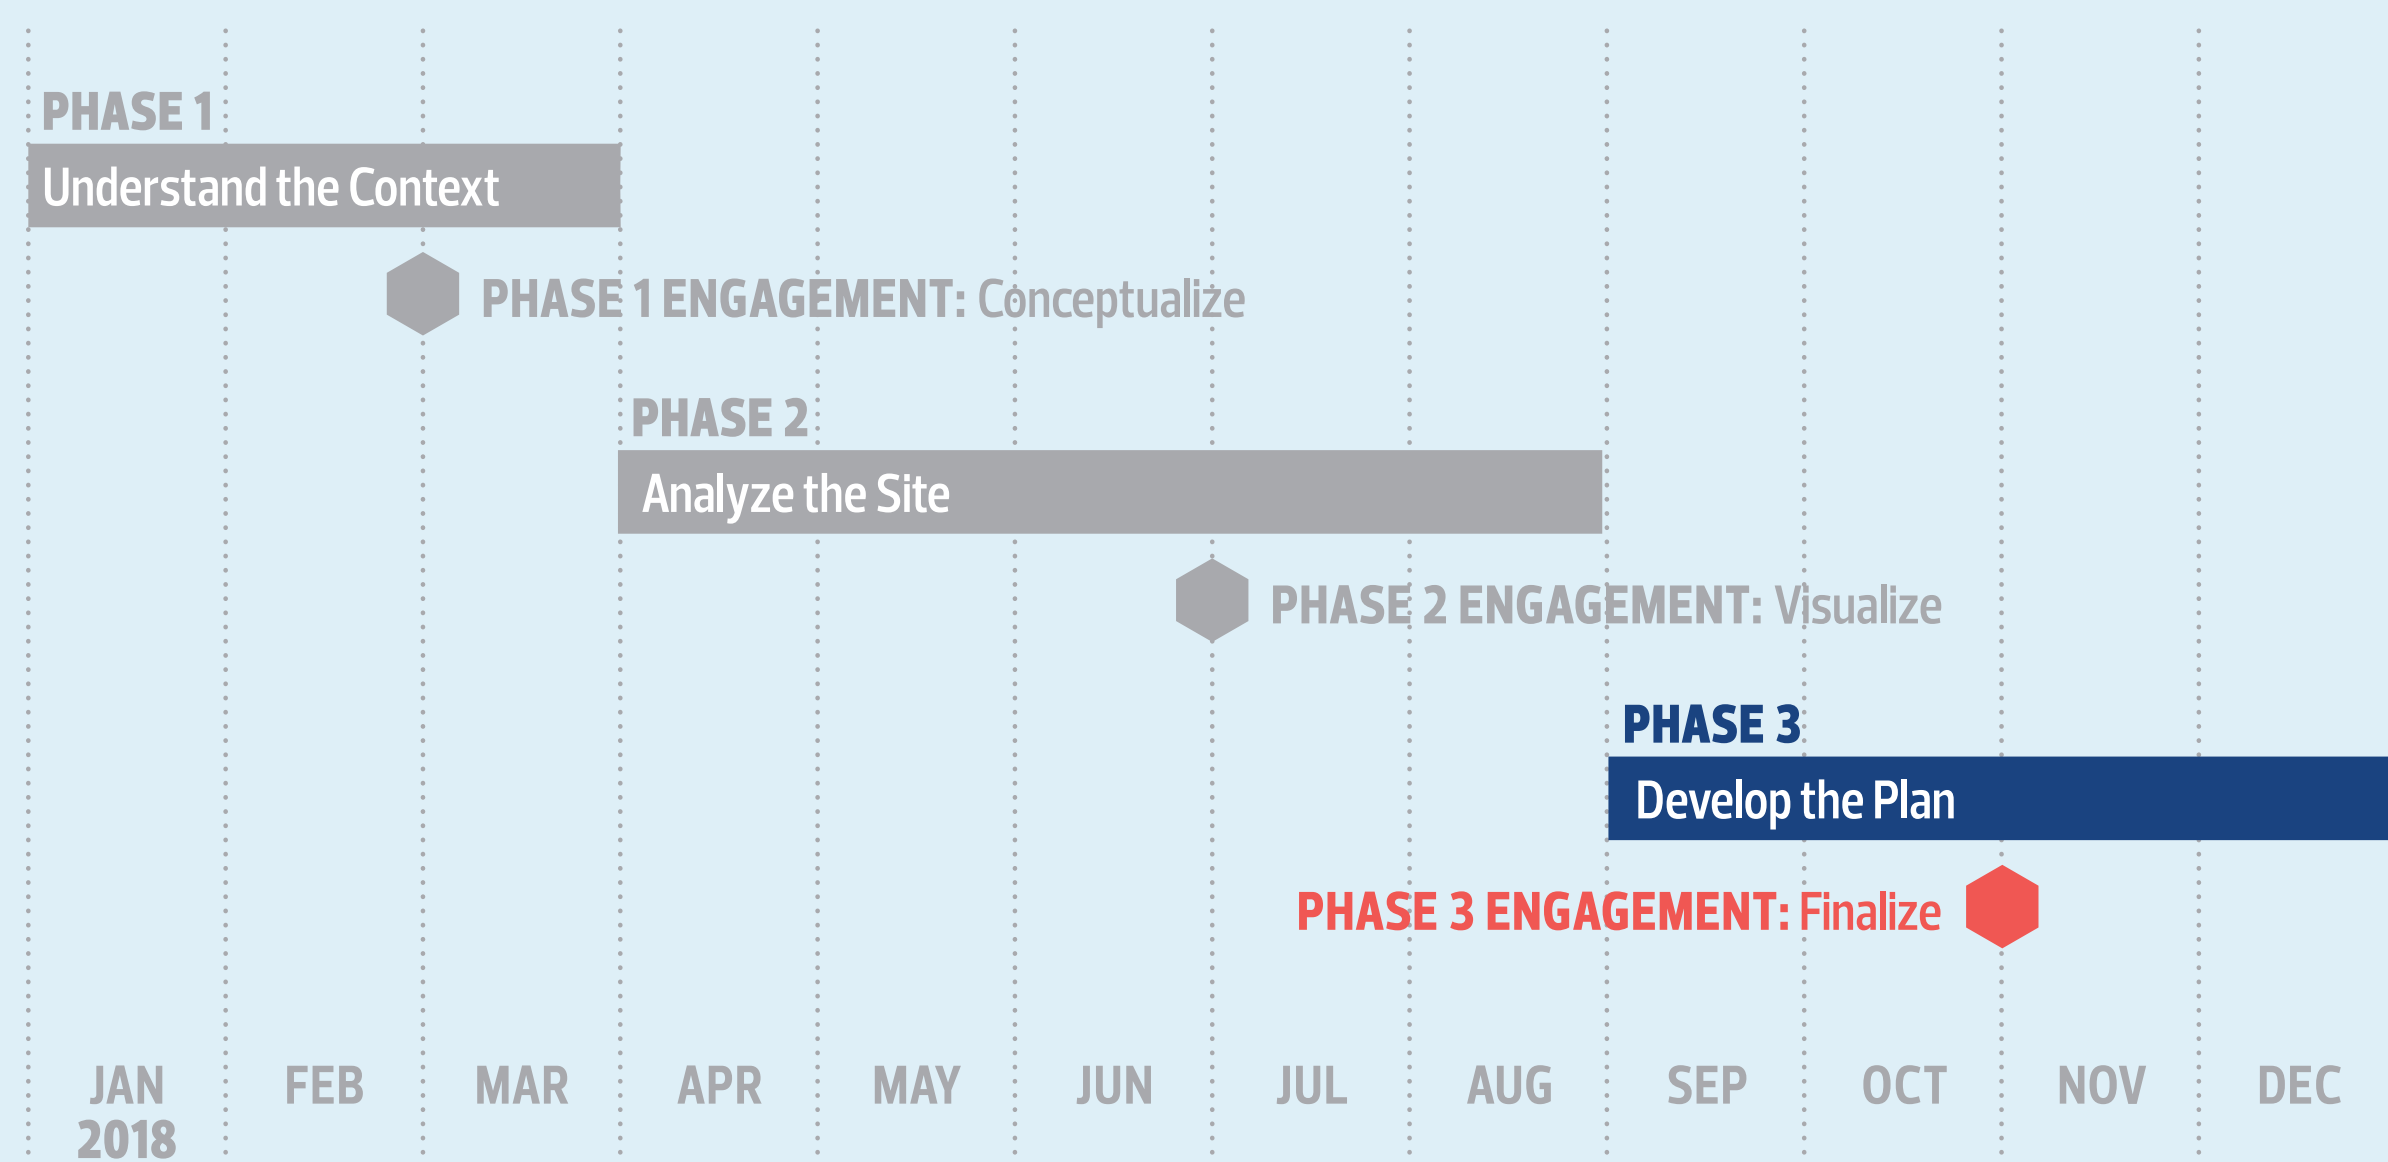 PHASE 1
Understand the Context
PHASE 1 ENGAGEMENT: Conceptualize
PHASE 2
Analyze the Site
PHASE 2 ENGAGEMENT: Visualize
PHASE 3
Develop the Plan
PHASE 3 ENGAGEMENT: Finalize
JAN FEB MAR APR MAY JUN JUL AUG SEP OCT NOV DEC
2018